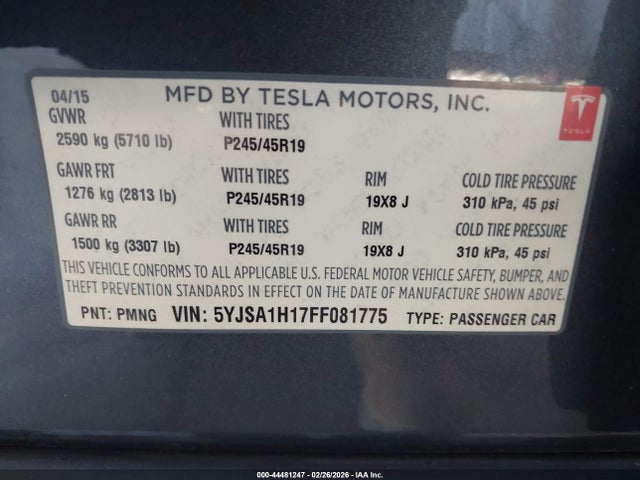 04/15 MFD BY TESLA MOTORS, INC.
GVWR WITH TIRES
2590 kg (5710 lb) P245/45R19
TESLA
GAWR FRT WITH TIRES RIM COLD TIRE PRESSURE
1276 kg (2813 lb) P245/45R19 19X8 J 310 kPa, 45 psi
GAWR RR WITH TIRES RIM COLD TIRE PRESSURE
1500 kg (3307 lb) P245/45R19 19X8 J 310 kPa, 45 psi
THIS VEHICLE CONFORMS TO ALL APPLICABLE U.S. FEDERAL MOTOR VEHICLE SAFETY, BUMPER, AND
THEFT PREVENTION STANDARDS IN EFFECT ON THE DATE OF MANUFACTURE SHOWN ABOVE.
PNT: PMNG VIN: 5YJSA1H17FF081775 TYPE: PASSENGER CAR
000-44481247 - 02/26/2026 - IAA Inc.